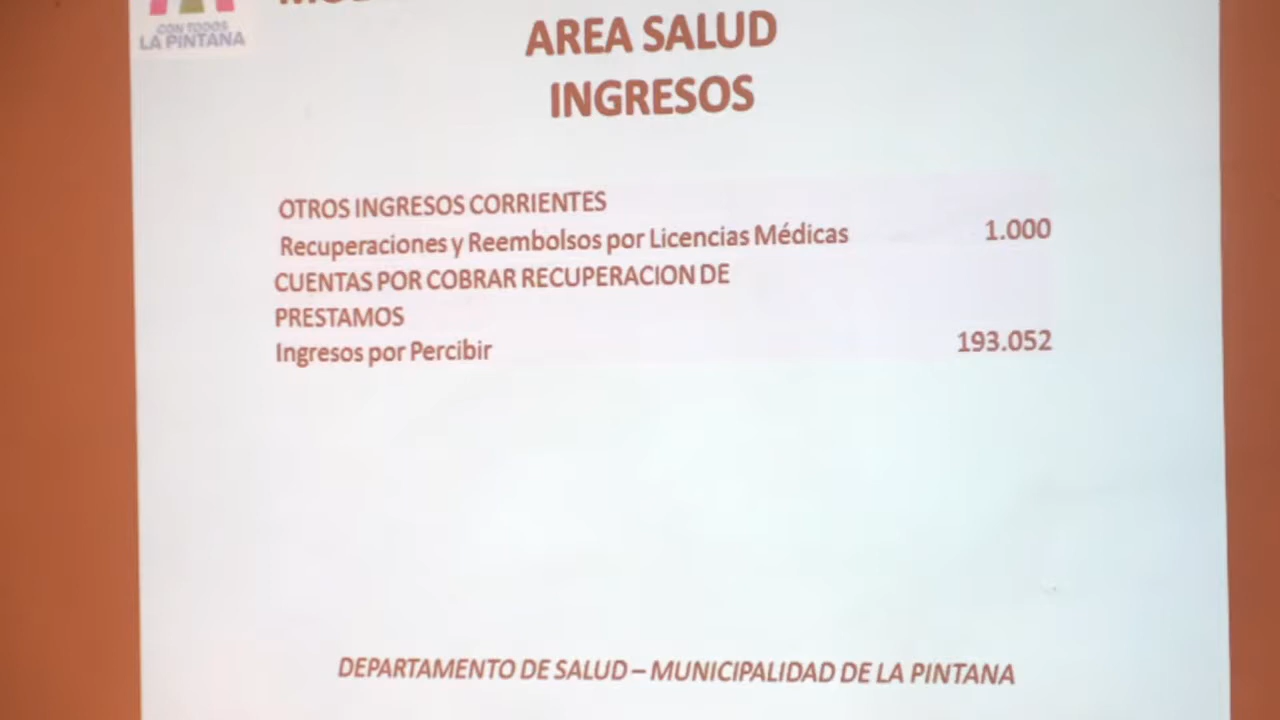 CON TODOS
LA PINTANA
AREA SALUD
INGRESOS
OTROS INGRESOS CORRIENTES
Recuperaciones y Reembolsos por Licencias Médicas 1.000
CUENTAS POR COBRAR RECUPERACION DE
PRESTAMOS
Ingresos por Percibir 193.052
DEPARTAMENTO DE SALUD – MUNICIPALIDAD DE LA PINTANA